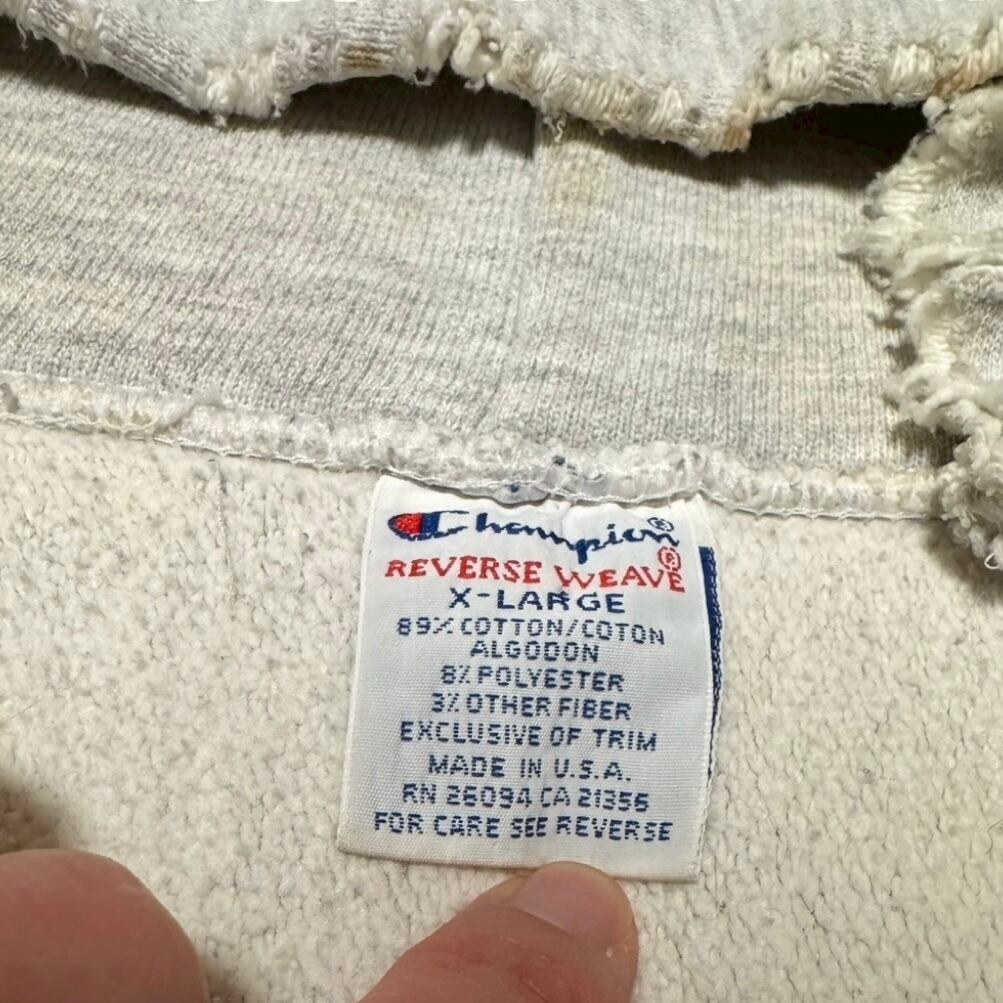 Champion®
REVERSE WEAVE®
X-LARGE
89% COTTON/COTON
ALGODON
8% POLYESTER
3% OTHER FIBER
EXCLUSIVE OF TRIM
MADE IN U.S.A.
RN 26094 CA 21356
FOR CARE SEE REVERSE